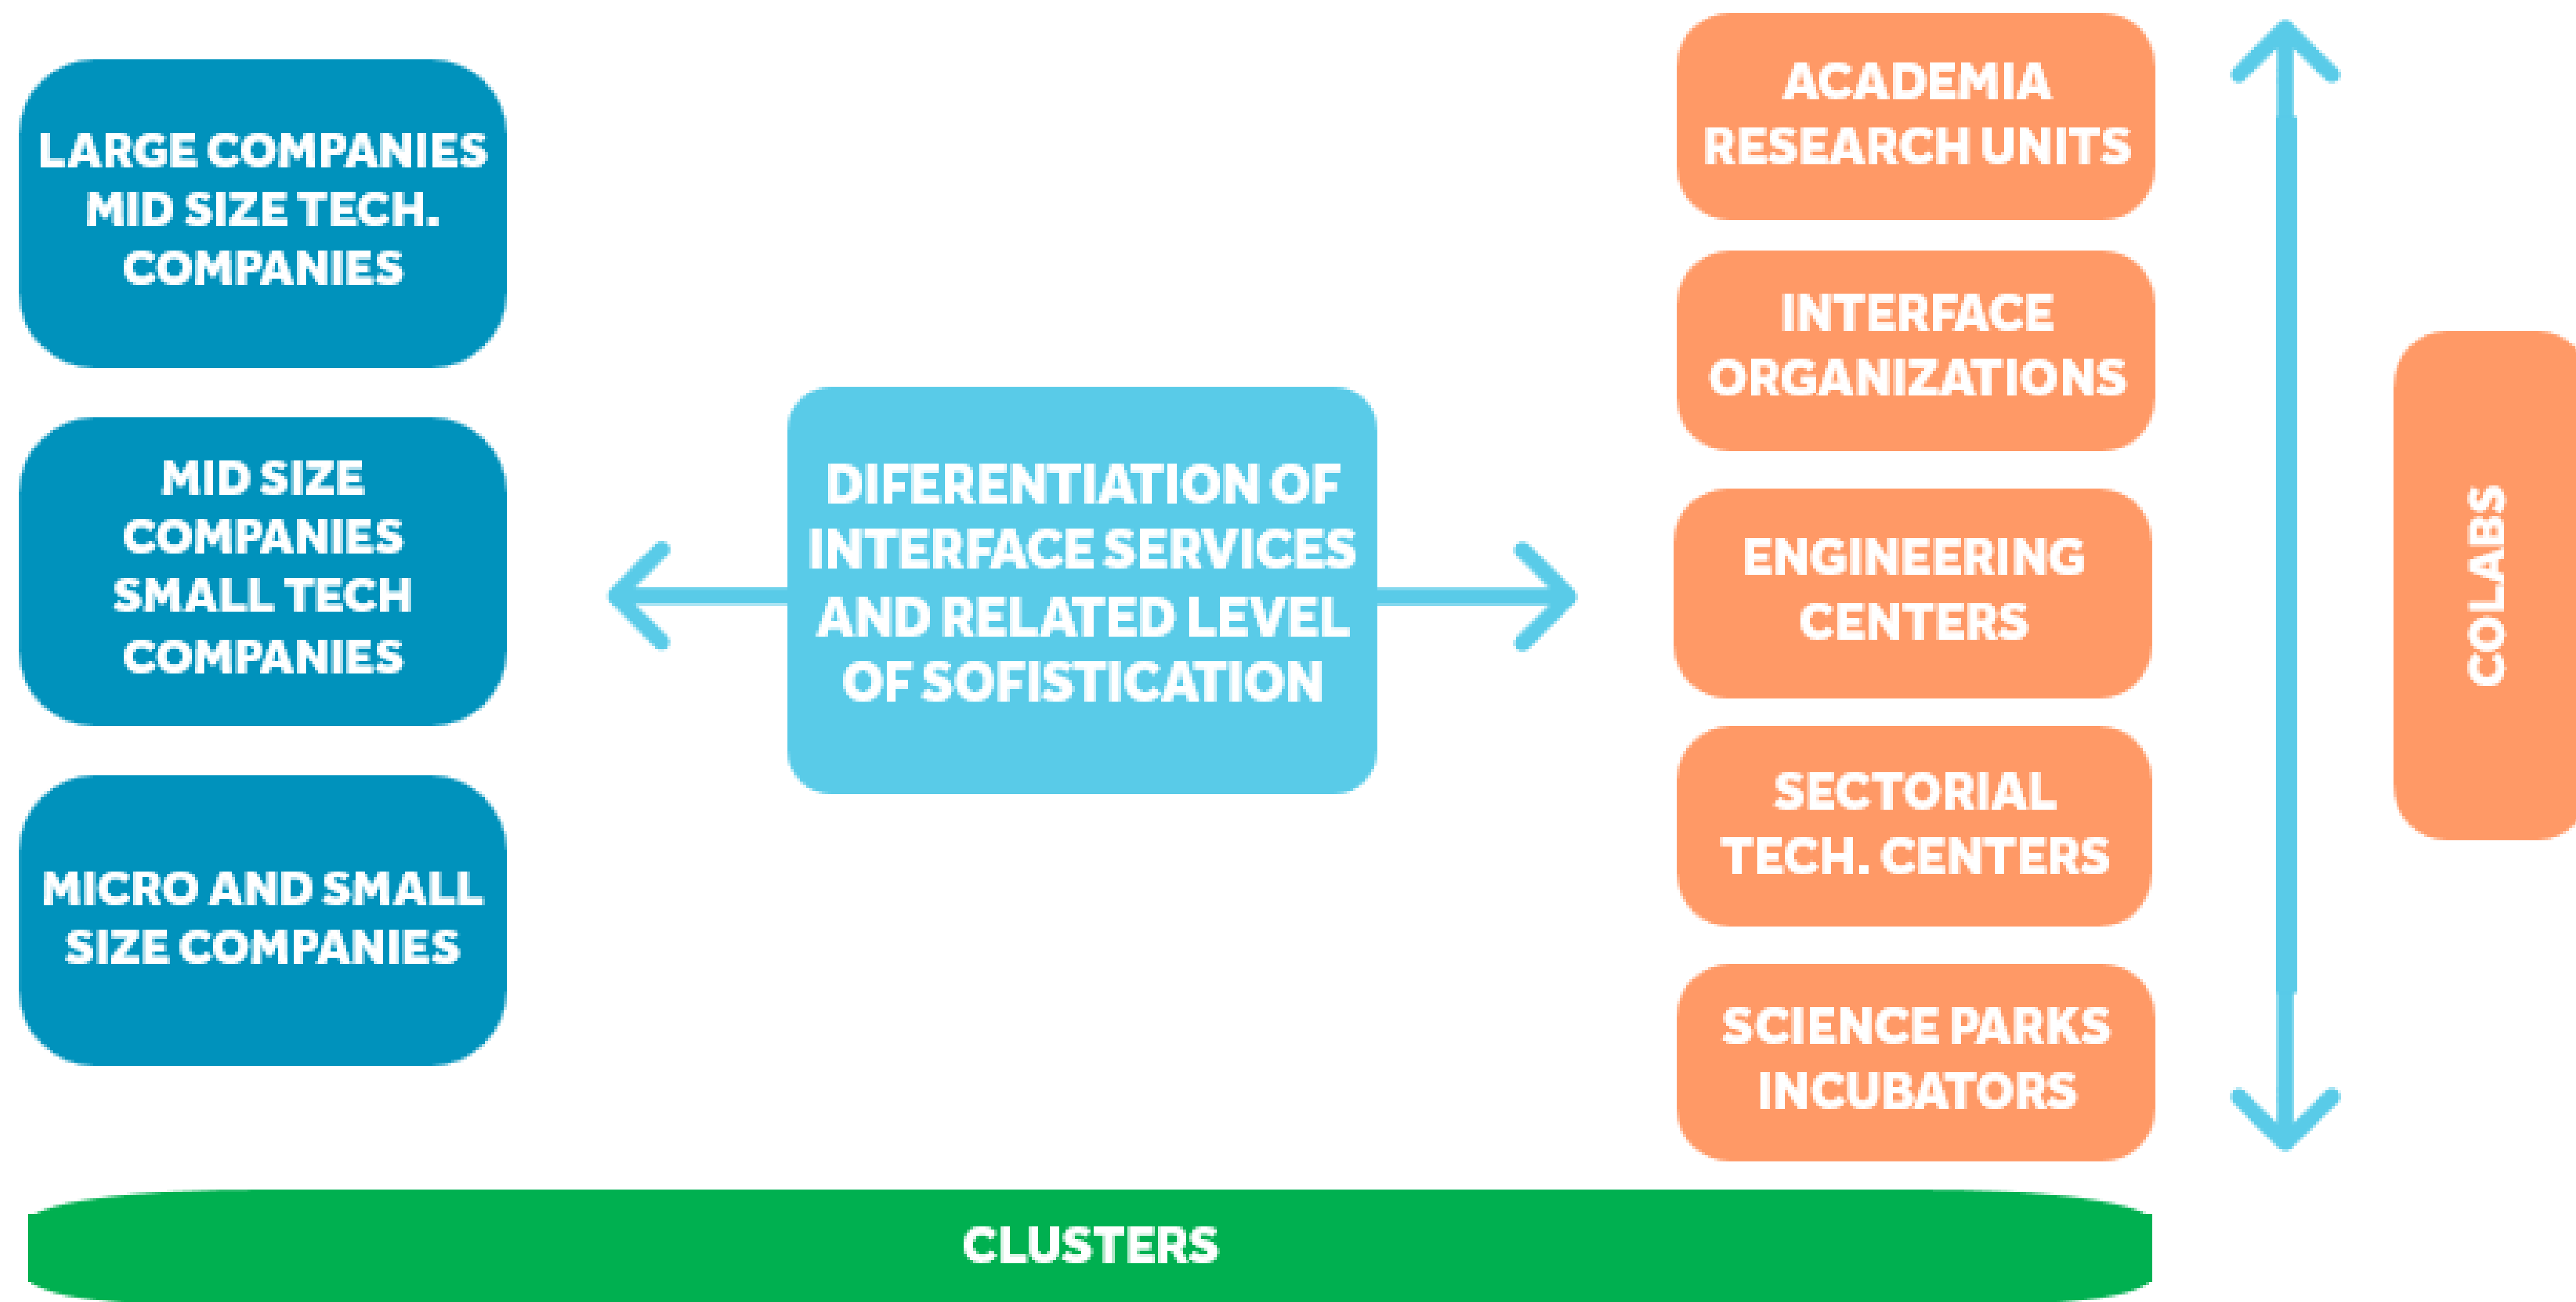 LARGE COMPANIES
MID SIZE TECH.
COMPANIES
MID SIZE
COMPANIES
SMALL TECH
COMPANIES
MICRO AND SMALL
SIZE COMPANIES
DIFERENTIATION OF
INTERFACE SERVICES
AND RELATED LEVEL
OF SOFISTICATION
ACADEMIA
RESEARCH UNITS
INTERFACE
ORGANIZATIONS
ENGINEERING
CENTERS
SECTORIAL
TECH. CENTERS
SCIENCE PARKS
INCUBATORS
COLABS
CLUSTERS